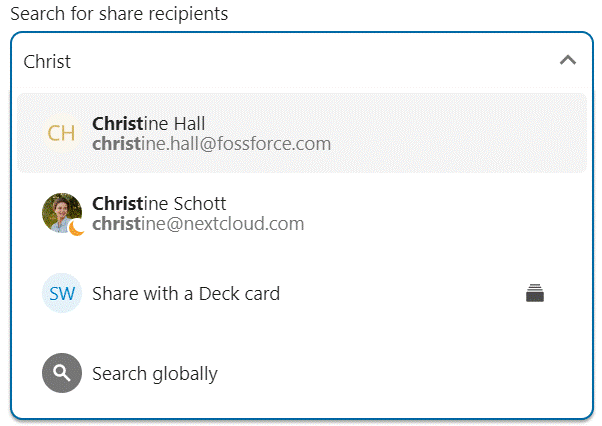 Search for share recipients
Christ
CH
Christine Hall
christine.hall@fossforce.com
Christine Schott
christine@nextcloud.com
SW
Share with a Deck card
Search globally